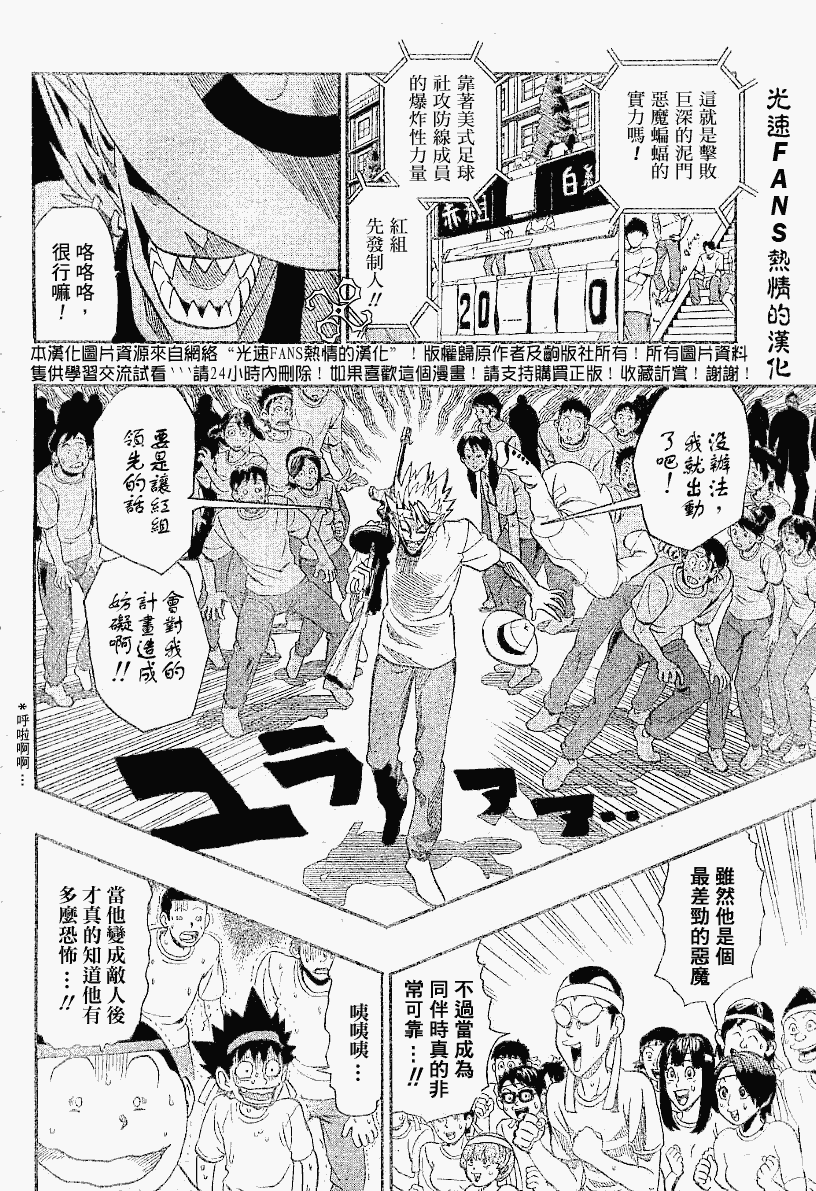 光速FANS熱情的漢化
這就是擊敗
巨深的泥門
惡魔蝙蝠的
實力嗎！
靠著美式足球
社攻防線成員
的爆炸性力量
紅組
先發制人！！
赤組
白組
20
10
咯咯咯，
很行嘛！
本漢化圖片資源來自網絡“光速FANS熱情的漢化”！版權歸原作者及齣版社所有！所有圖片資料
隻供學習交流試看```請24小時內刪除！如果喜歡這個漫畫！請支持購買正版！收藏訢賞！謝謝！
沒辦法，
我就出動
了吧！
要是讓紅組
領先的話
會對我的
計畫造成
妨礙啊！！
ユラァァ…
＊呼啦啊啊…
雖然他是個
最差勁的惡魔
不過當成為
同伴時真的非
常可靠…！！
咦咦咦…
當他變成敵人後
才真的知道他有
多麼恐怖…！！